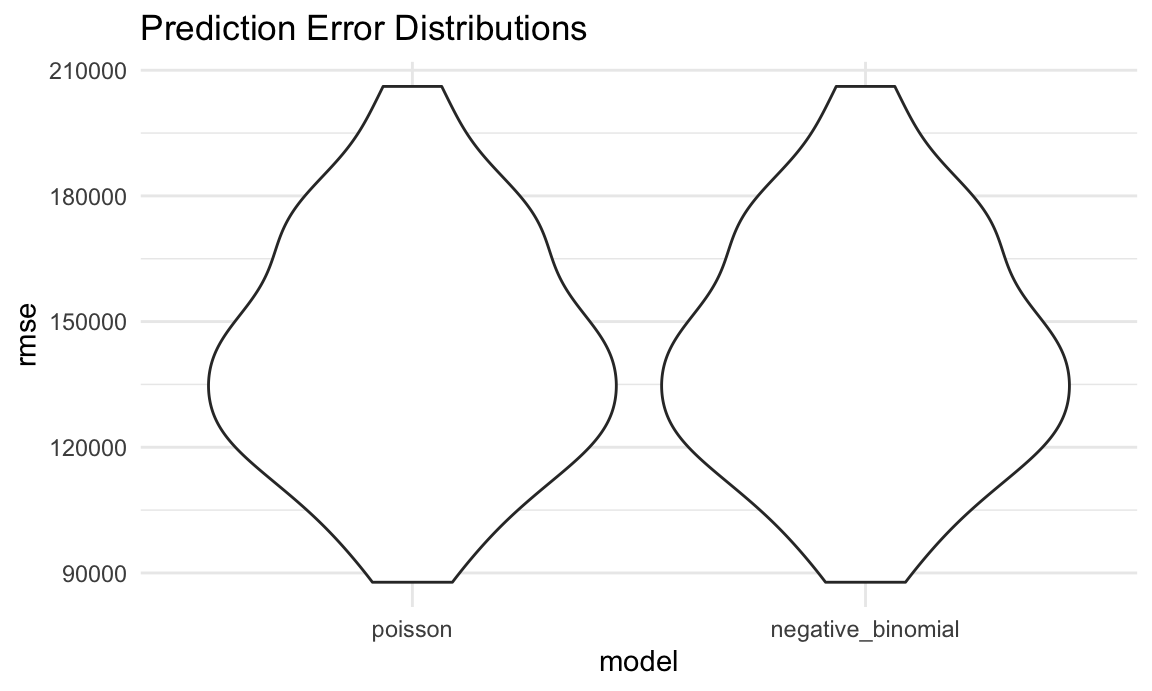 Prediction Error Distributions
210000
180000
150000
120000
90000
rmse
poisson
negative_binomial
model